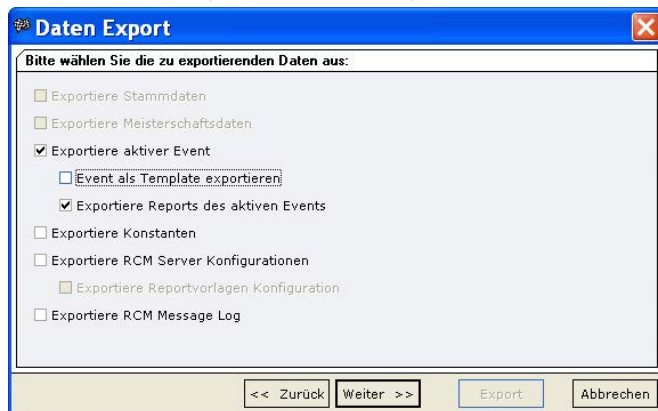 Daten Export
Bitte wählen Sie die zu exportierenden Daten aus:
Exportiere Stammdaten
Exportiere Meisterschaftsdaten
Exportiere aktiver Event
Event als Template exportieren
Exportiere Reports des aktiven Events
Exportiere Konstanten
Exportiere RCM Server Konfigurationen
Exportiere Reportvorlagen Konfiguration
Exportiere RCM Message Log
<< Zurück Weiter >> Export Abbrechen